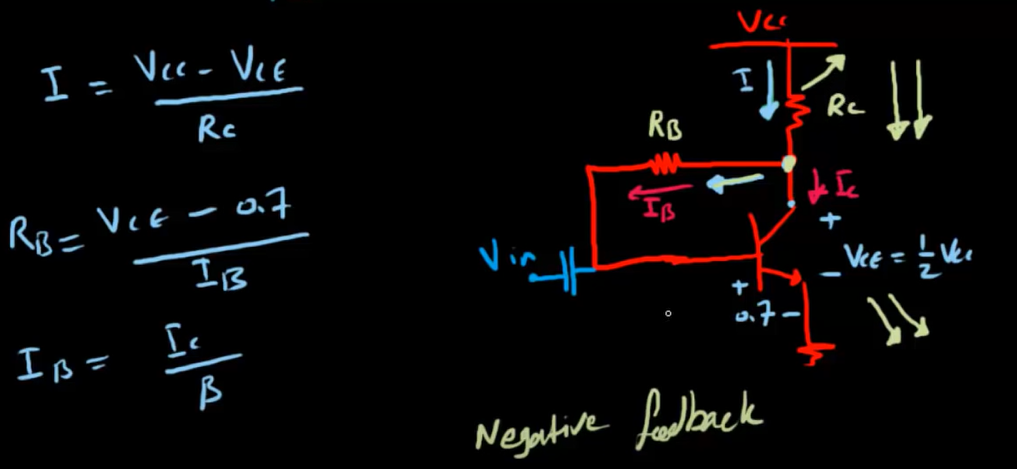 I = (Vcc - VCE) / Rc
RB = (VCE - 0.7) / IB
IB = Ic / β
Vcc
I
Rc
RB
IB
Ic
+
Vin
- VCE = 1/2 Vcc
+
0.7 -
Negative feedback